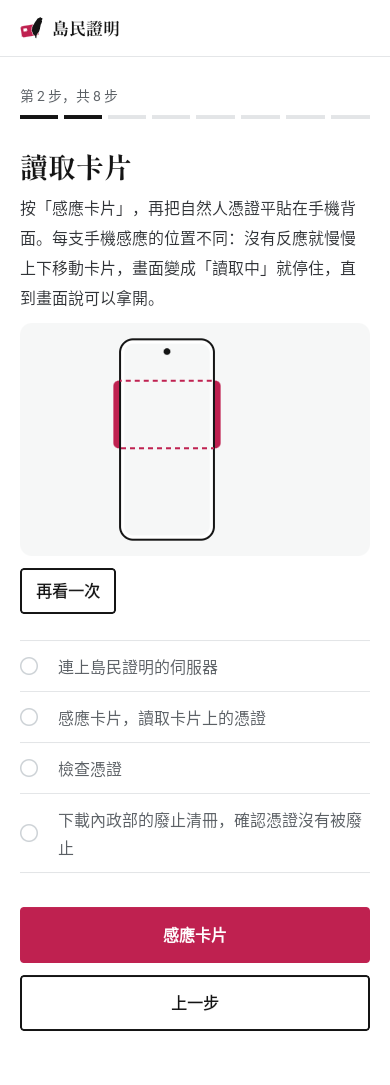 島民證明
第 2 步，共 8 步
讀取卡片
按「感應卡片」，再把自然人憑證平貼在手機背
面。每支手機感應的位置不同：沒有反應就慢慢
上下移動卡片，畫面變成「讀取中」就停住，直
到畫面說可以拿開。
再看一次
連上島民證明的伺服器
感應卡片，讀取卡片上的憑證
檢查憑證
下載內政部的廢止清冊，確認憑證沒有被廢
止
感應卡片
上一步